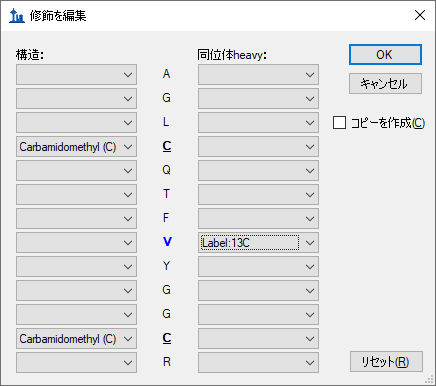 修飾を編集
構造:
同位体heavy:
OK
A
キャンセル
G
L
コピーを作成(C)
Carbamidomethyl (C)
C
Q
T
F
V
Label:13C
Y
G
G
Carbamidomethyl (C)
C
R
リセット(R)